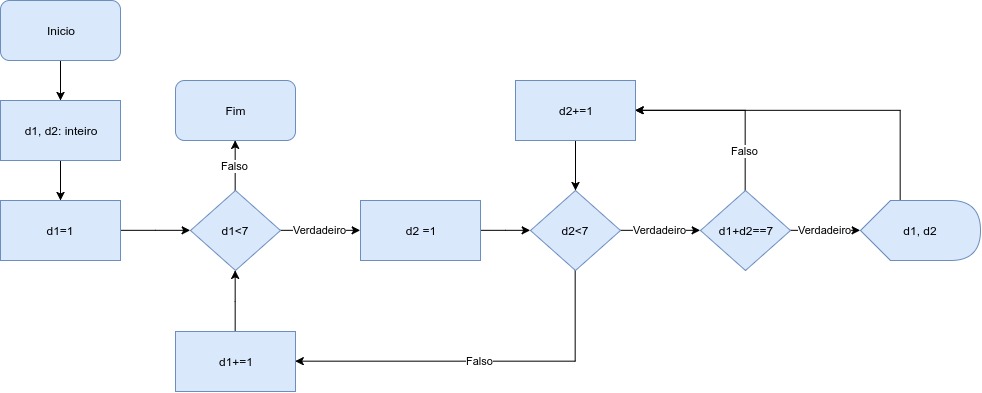 Inicio
d1, d2: inteiro
d1=1
Fim
Falso
d1<7
Verdadeiro
d2 =1
d2+=1
d2<7
Verdadeiro
Falso
d1+d2==7
Verdadeiro
d1, d2
Falso
d1+=1